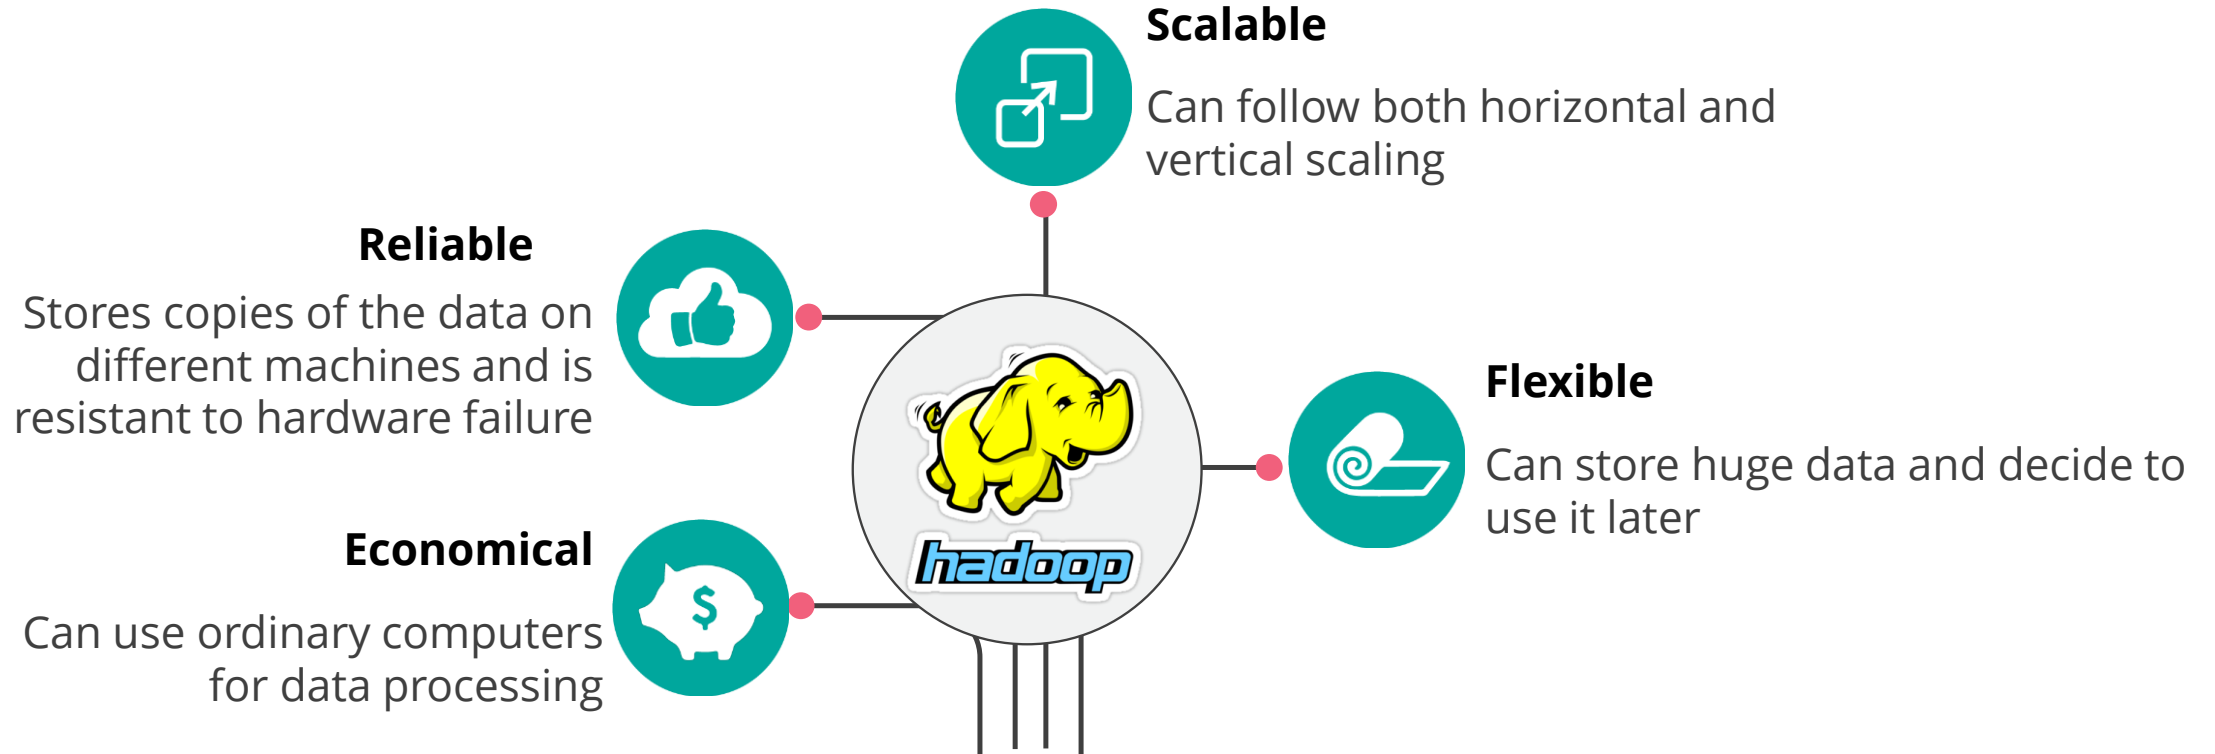 Scalable
Can follow both horizontal and
vertical scaling
Reliable
Stores copies of the data on
different machines and is
resistant to hardware failure
Flexible
Can store huge data and decide to
use it later
Economical
Can use ordinary computers
for data processing
hadoop
$